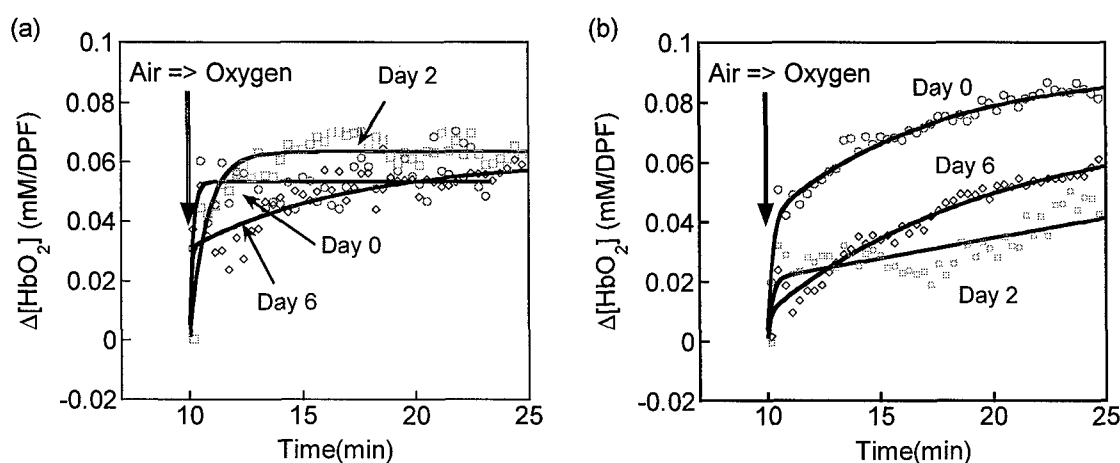 (a)
0.1
0.08
0.06
0.04
0.02
0
-0.02
Δ[HbO₂] (mM/DPF)
Air => Oxygen
Day 2
Day 0
Day 6
10
15
20
25
Time(min)
(b)
0.1
0.08
0.06
0.04
0.02
0
-0.02
Δ[HbO₂] (mM/DPF)
Air => Oxygen
Day 0
Day 6
Day 2
10
15
20
25
Time(min)